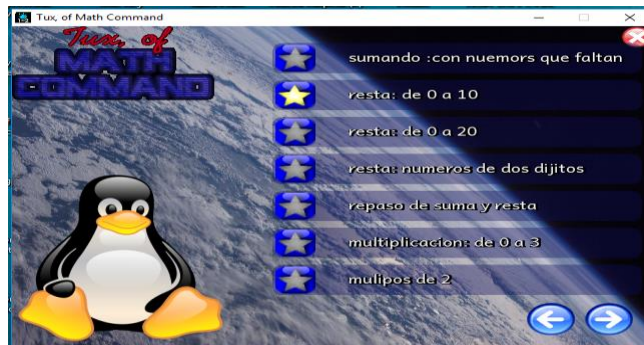 Tux, of Math Command
Tux, of
MATH
COMMAND
sumando :con nuemors que faltan
resta: de 0 a 10
resta: de 0 a 20
resta: numeros de dos dijitos
repaso de suma y resta
multiplicacion: de 0 a 3
mulipos de 2